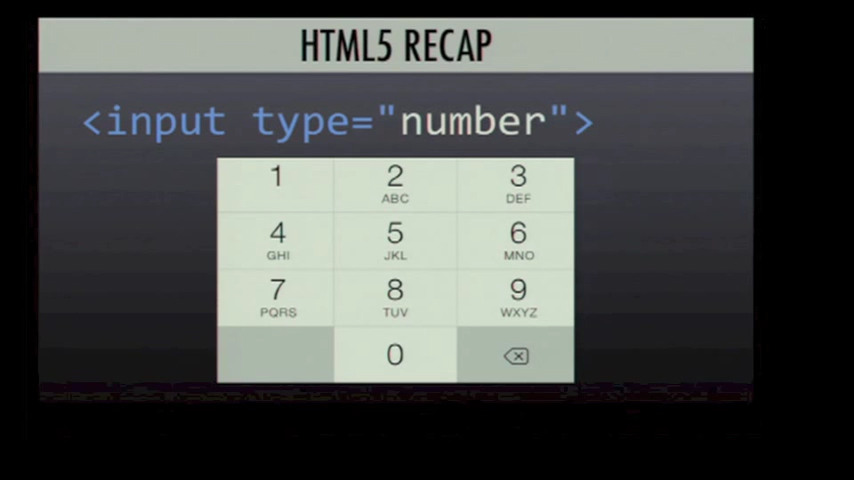 HTML5 RECAP
<input type="number">
1 2 3
ABC DEF
4 5 6
GHI JKL MNO
7 8 9
PQRS TUV WXYZ
0